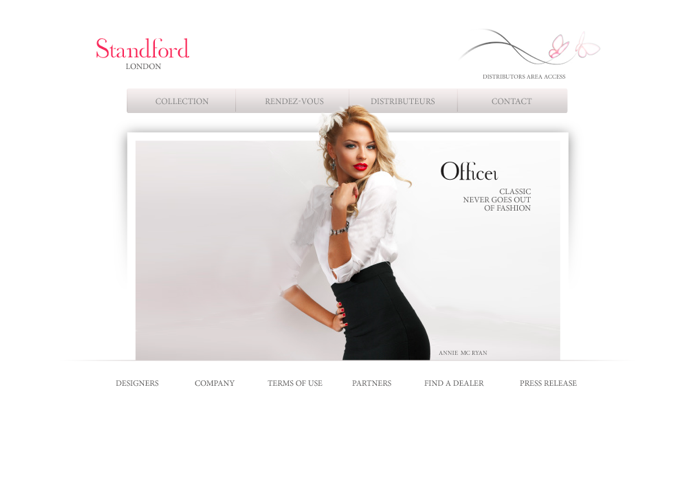 Standford
LONDON
DISTRIBUTORS AREA ACCESS
COLLECTION RENDEZ-VOUS DISTRIBUTEURS CONTACT
Officer
CLASSIC
NEVER GOES OUT
OF FASHION
ANNIE MC RYAN
DESIGNERS COMPANY TERMS OF USE PARTNERS FIND A DEALER PRESS RELEASE